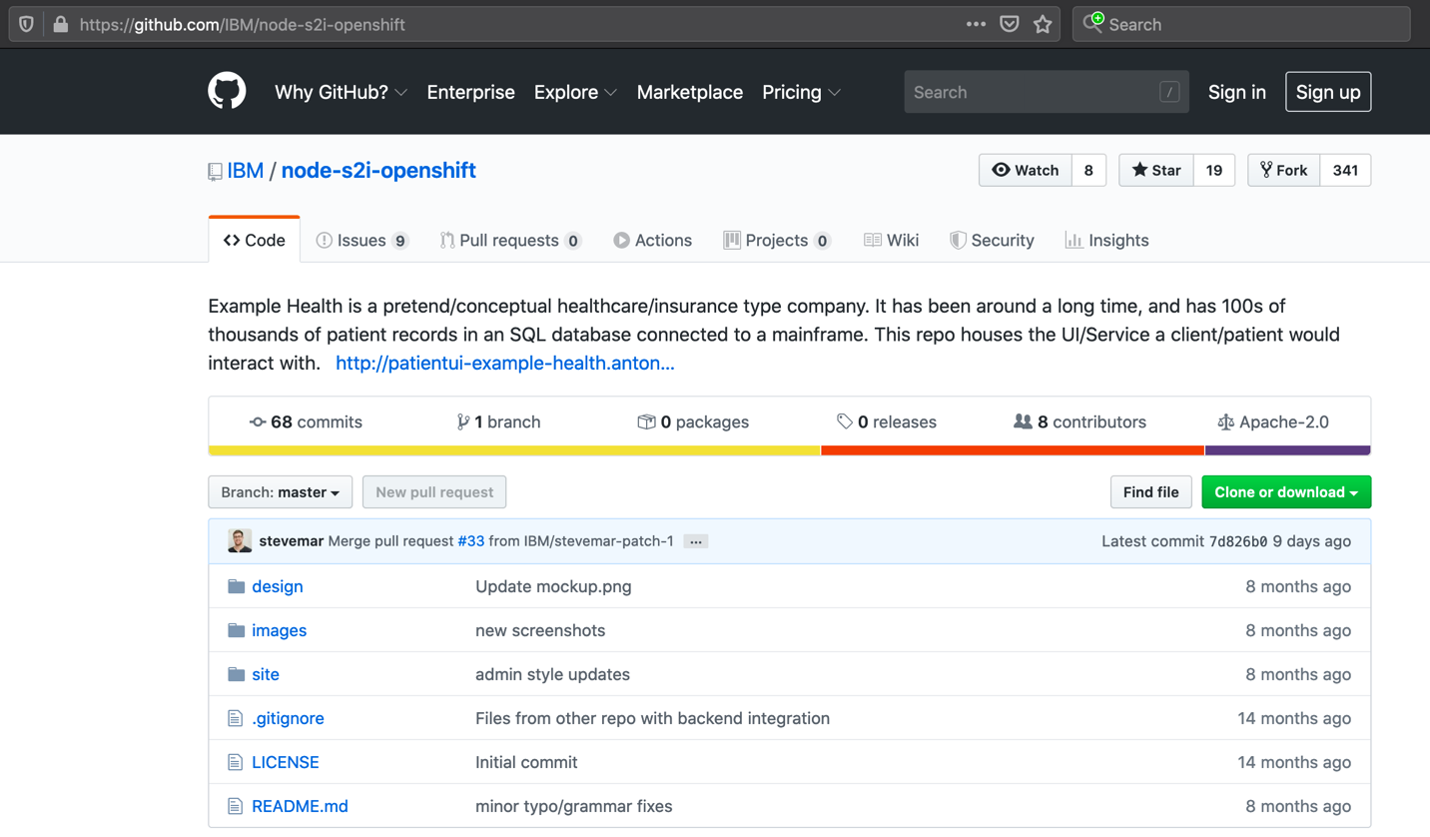 https://github.com/IBM/node-s2i-openshift
Search
Why GitHub? Enterprise Explore Marketplace Pricing Search / Sign in Sign up
IBM / node-s2i-openshift Watch 8 Star 19 Fork 341
Code Issues 9 Pull requests 0 Actions Projects 0 Wiki Security Insights
Example Health is a pretend/conceptual healthcare/insurance type company. It has been around a long time, and has 100s of
thousands of patient records in an SQL database connected to a mainframe. This repo houses the UI/Service a client/patient would
interact with. http://patientui-example-health.anton...
68 commits 1 branch 0 packages 0 releases 8 contributors Apache-2.0
Branch: master New pull request Find file Clone or download
stevemar Merge pull request #33 from IBM/stevemar-patch-1 ... Latest commit 7d826b0 9 days ago
design Update mockup.png 8 months ago
images new screenshots 8 months ago
site admin style updates 8 months ago
.gitignore Files from other repo with backend integration 14 months ago
LICENSE Initial commit 14 months ago
README.md minor typo/grammar fixes 8 months ago